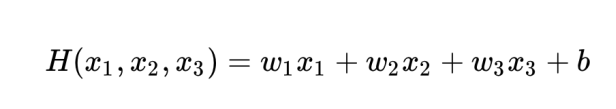 H(x₁, x₂, x₃) = w₁x₁ + w₂x₂ + w₃x₃ + b